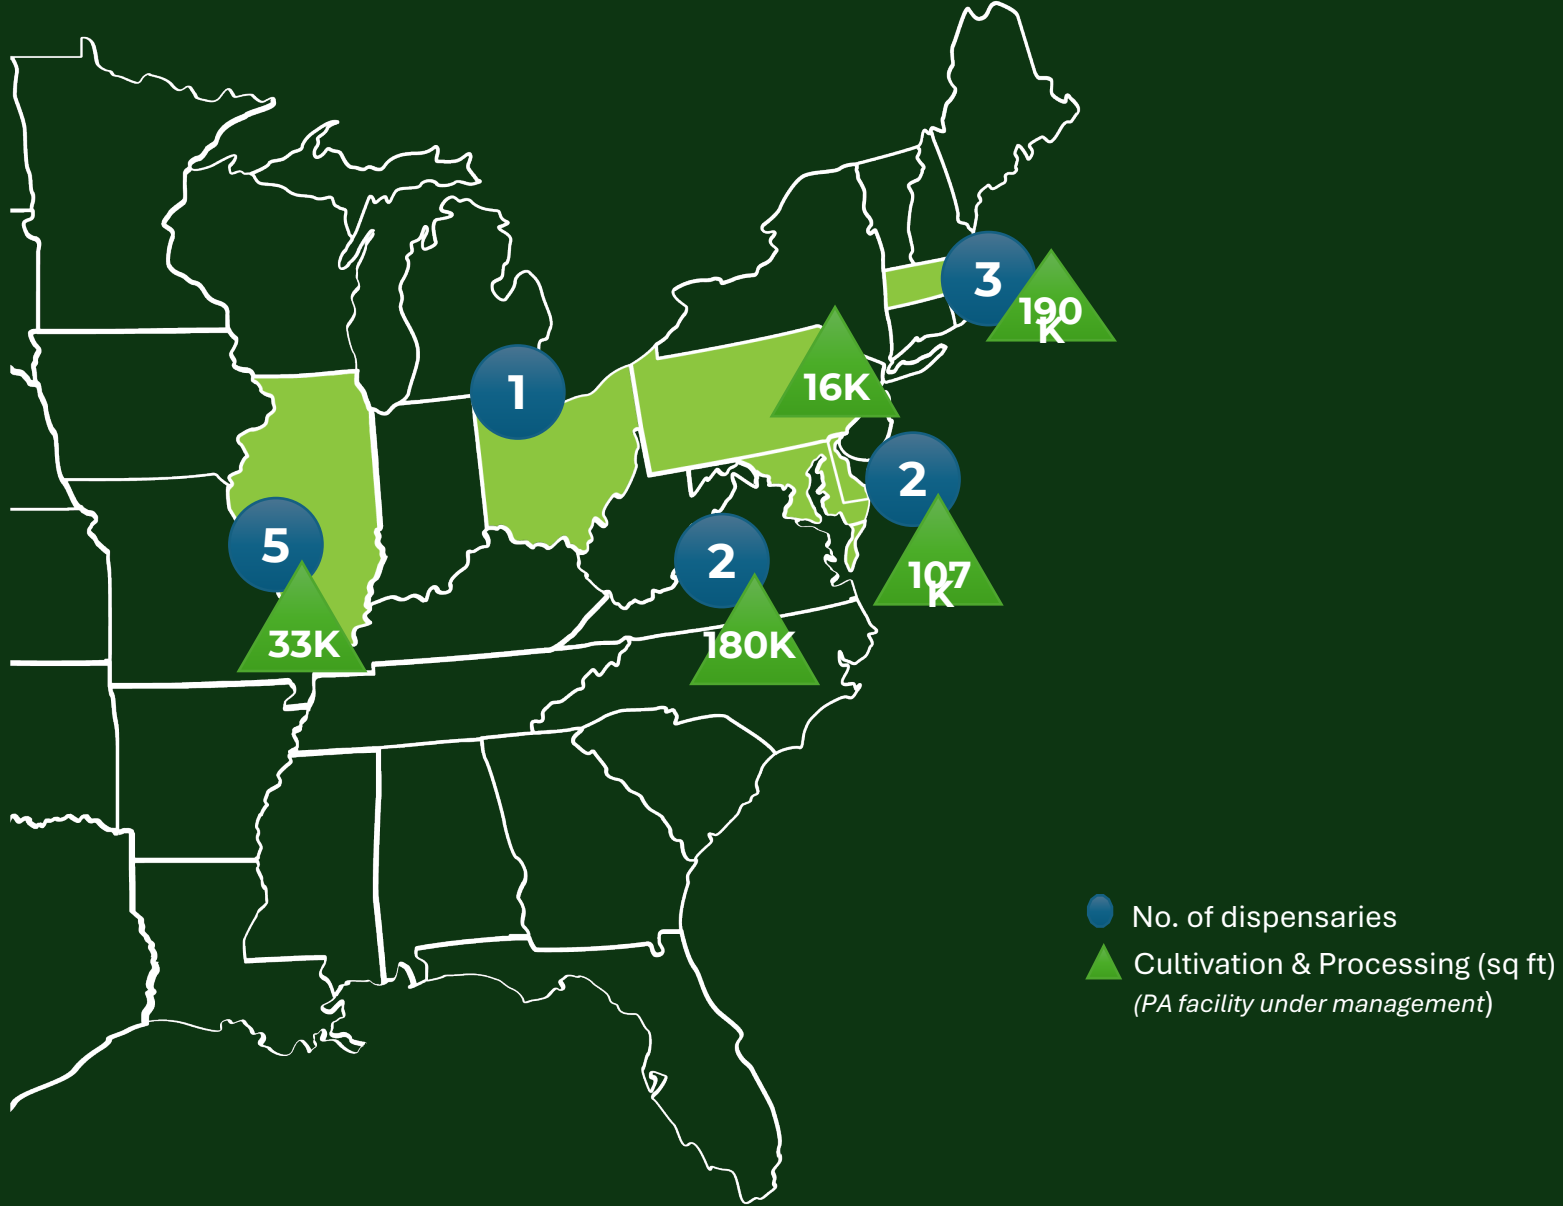 3
190
K
1
16K
2
107
K
5
33K
2
180K
No. of dispensaries
Cultivation & Processing (sq ft)
(PA facility under management)